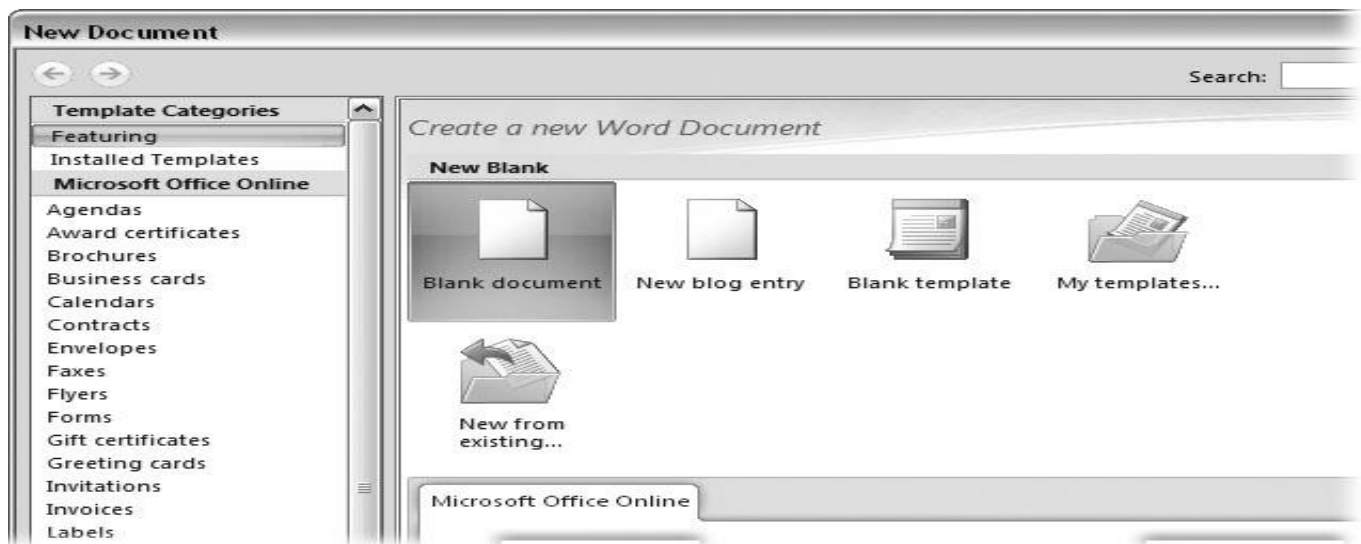 New Document
Search:
Template Categories
Featuring
Installed Templates
Microsoft Office Online
Agendas
Award certificates
Brochures
Business cards
Calendars
Contracts
Envelopes
Faxes
Flyers
Forms
Gift certificates
Greeting cards
Invitations
Invoices
Labels
Create a new Word Document
New Blank
Blank document
New blog entry
Blank template
My templates...
New from
existing...
Microsoft Office Online